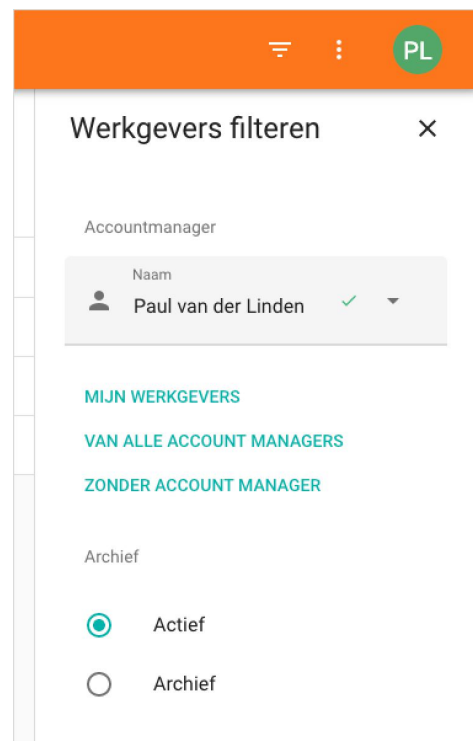 PL
Werkgevers filteren
Accountmanager
Naam
Paul van der Linden
MIJN WERKGEVERS
VAN ALLE ACCOUNT MANAGERS
ZONDER ACCOUNT MANAGER
Archief
Actief
Archief